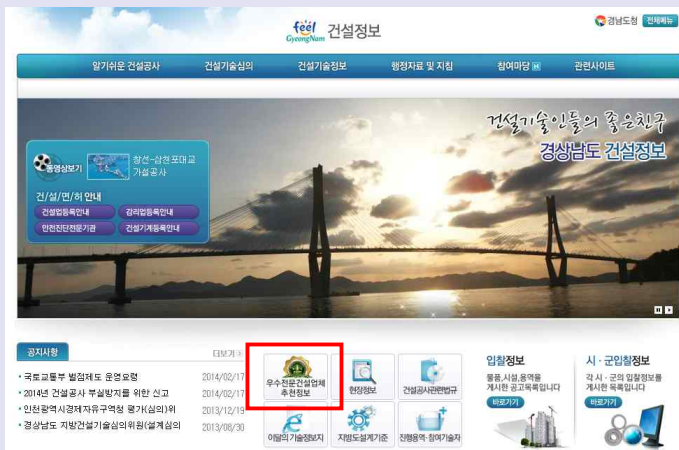 feel
GyeongNam 건설정보
경남도청 전체메뉴
알기쉬운 건설공사 건설기술심의 건설기술정보 행정자료 및 지침 참여마당 관련사이트
건설기술인들의 좋은친구
경상남도 건설정보
동영상보기 창선-삼천포대교
가설공사
건/설/면/허 안내
건설업등록안내 감리업등록안내
안전진단전문기관 건설기계등록안내
공지사항 더보기
국토교통부 벌점제도 운영요령 2014/02/17
2014년 건설공사 부실방지를 위한 신고 2014/02/17
인천광역시경제자유구역청 평가(심의)위 2013/12/19
경상남도 지방건설기술심의위원(설계심의 2013/08/30
우수전문건설업체
추천정보
현장정보
건설공사관련법규
이달의 기술정보지
지방도설계기준
진행용역·참여기술자
입찰정보
물품,시설,용역을
게시한 공고목록입니다
바로가기
시·군입찰정보
각 시·군의 입찰정보를
게시한 목록입니다
바로가기